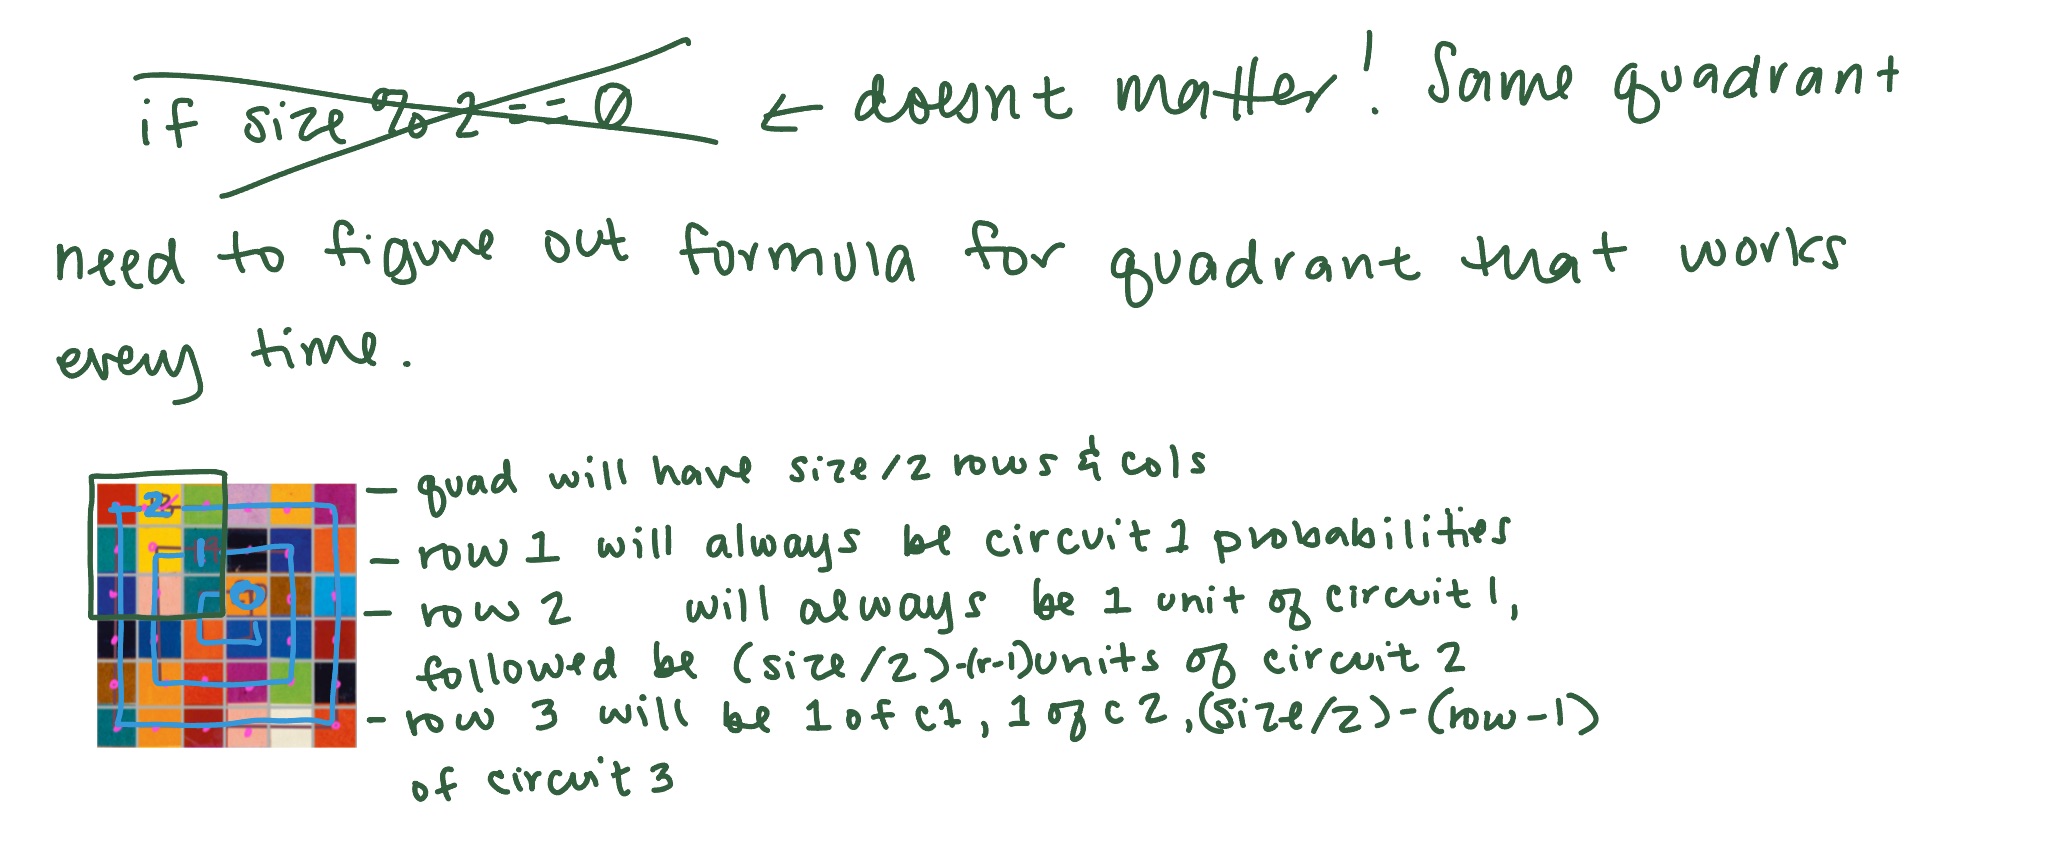 if size % 2 == 0 ← doesnt matter! Same quadrant
need to figure out formula for quadrant that works
every time.
- quad will have size/2 rows & cols
- row 1 will always be circuit 1 probabilities
- row 2 will always be 1 unit of circuit 1,
followed be (size/2)-(r-1)units of circuit 2
- row 3 will be 1 of c1, 1 of c2, (size/2)-(row-1)
of circuit 3
2
1
0